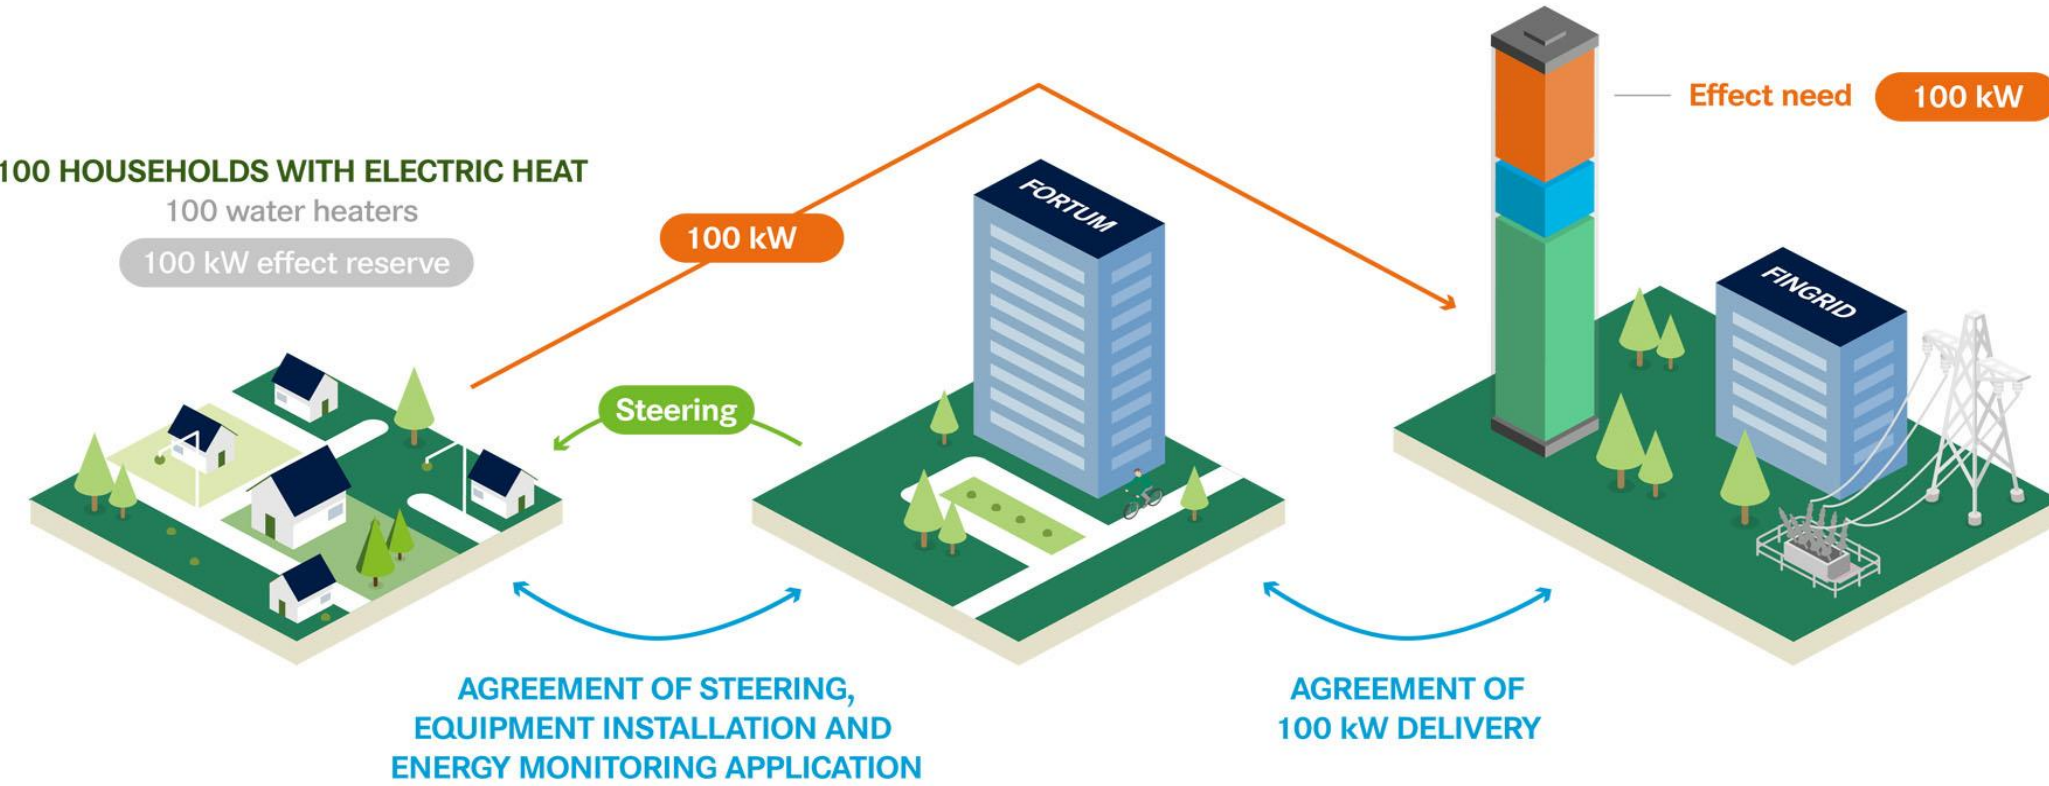 100 HOUSEHOLDS WITH ELECTRIC HEAT
100 water heaters
100 kW effect reserve
100 kW
Steering
FORTUM
Effect need 100 kW
FINGRID
AGREEMENT OF STEERING,
EQUIPMENT INSTALLATION AND
ENERGY MONITORING APPLICATION
AGREEMENT OF
100 kW DELIVERY